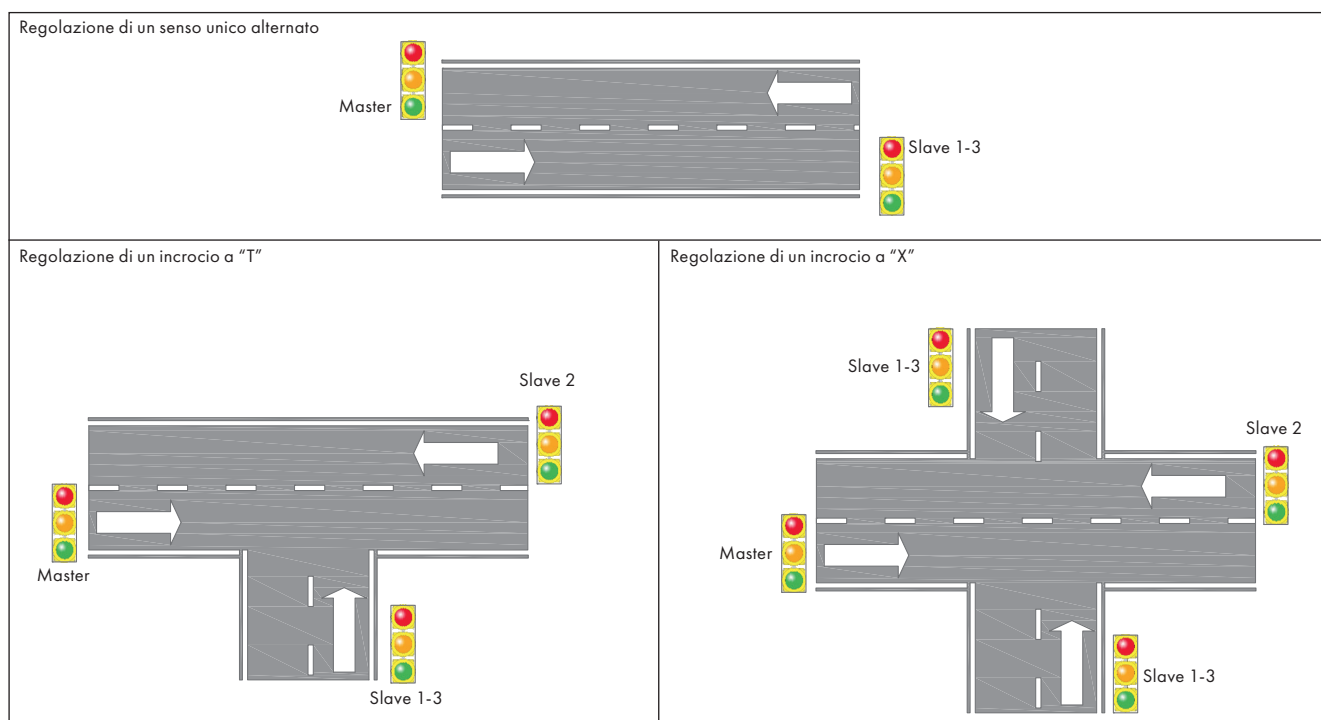 Regolazione di un senso unico alternato
Master
Slave 1-3
Regolazione di un incrocio a “T”
Slave 2
Master
Slave 1-3
Regolazione di un incrocio a “X”
Slave 1-3
Slave 2
Master
Slave 1-3